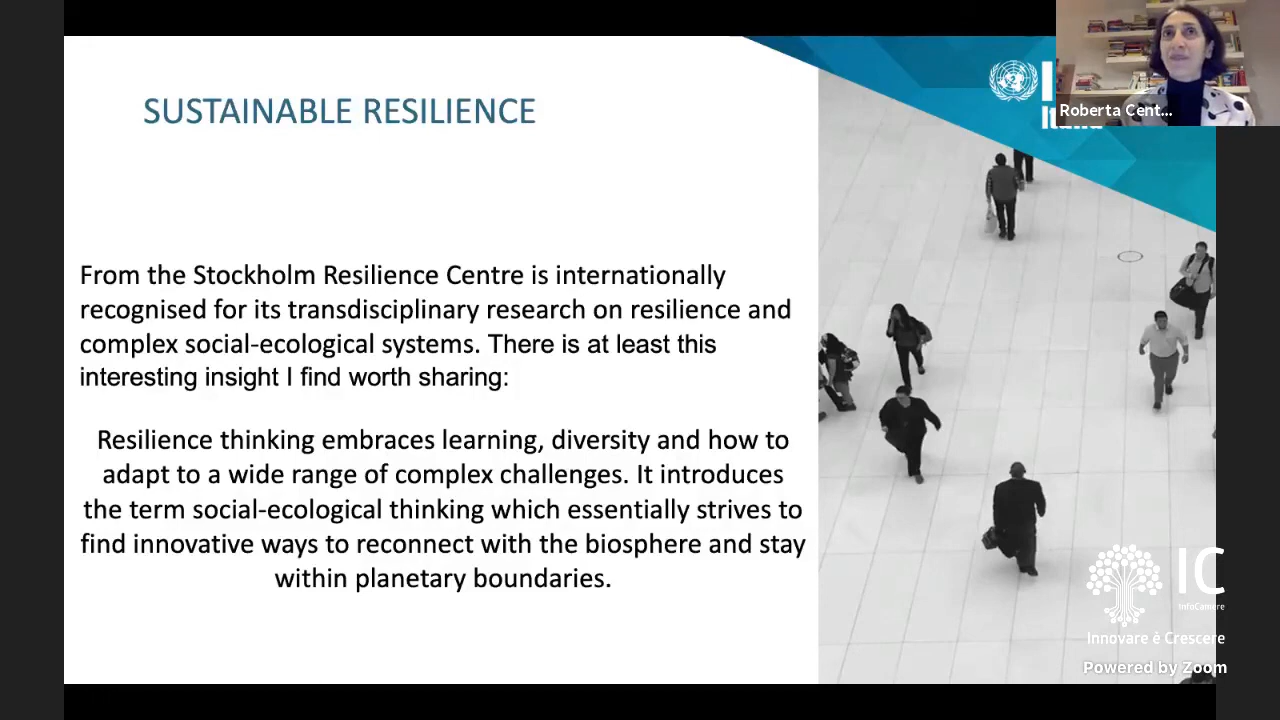 SUSTAINABLE RESILIENCE
Roberta Cent...
From the Stockholm Resilience Centre is internationally
recognised for its transdisciplinary research on resilience and
complex social-ecological systems. There is at least this
interesting insight I find worth sharing:
Resilience thinking embraces learning, diversity and how to
adapt to a wide range of complex challenges. It introduces
the term social-ecological thinking which essentially strives to
find innovative ways to reconnect with the biosphere and stay
within planetary boundaries.
IC
InfoCamere
Innovare è Crescere
Powered by Zoom